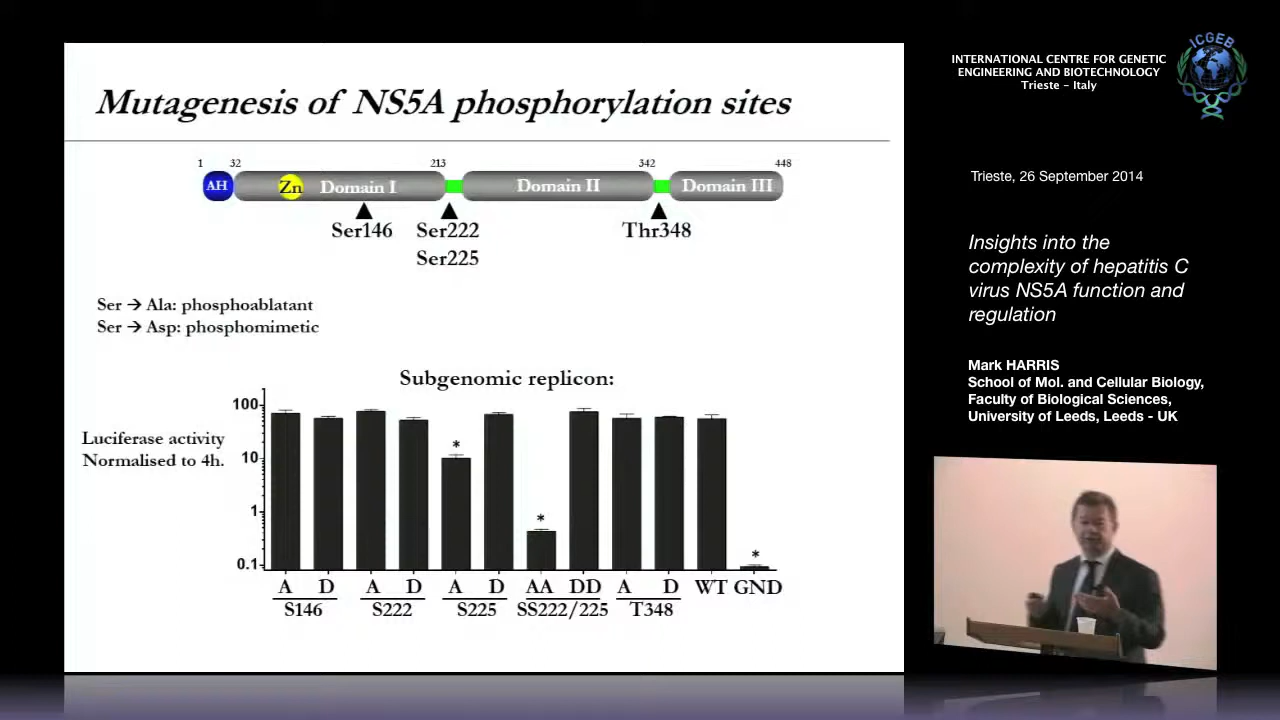 Mutagenesis of NS5A phosphorylation sites
1 32 213 342 448
AH Zn Domain I Domain II Domain III
Ser146 Ser222 Thr348
Ser225
Ser → Ala: phosphoablatant
Ser → Asp: phosphomimetic
Subgenomic replicon:
Luciferase activity
Normalised to 4h.
100
10
1
0.1
* * *
A D A D A D AA DD A D WT GND
S146 S222 S225 SS222/225 T348
INTERNATIONAL CENTRE FOR GENETIC
ENGINEERING AND BIOTECHNOLOGY
Trieste - Italy
ICGEB
Trieste, 26 September 2014
Insights into the
complexity of hepatitis C
virus NS5A function and
regulation
Mark HARRIS
School of Mol. and Cellular Biology,
Faculty of Biological Sciences,
University of Leeds, Leeds - UK